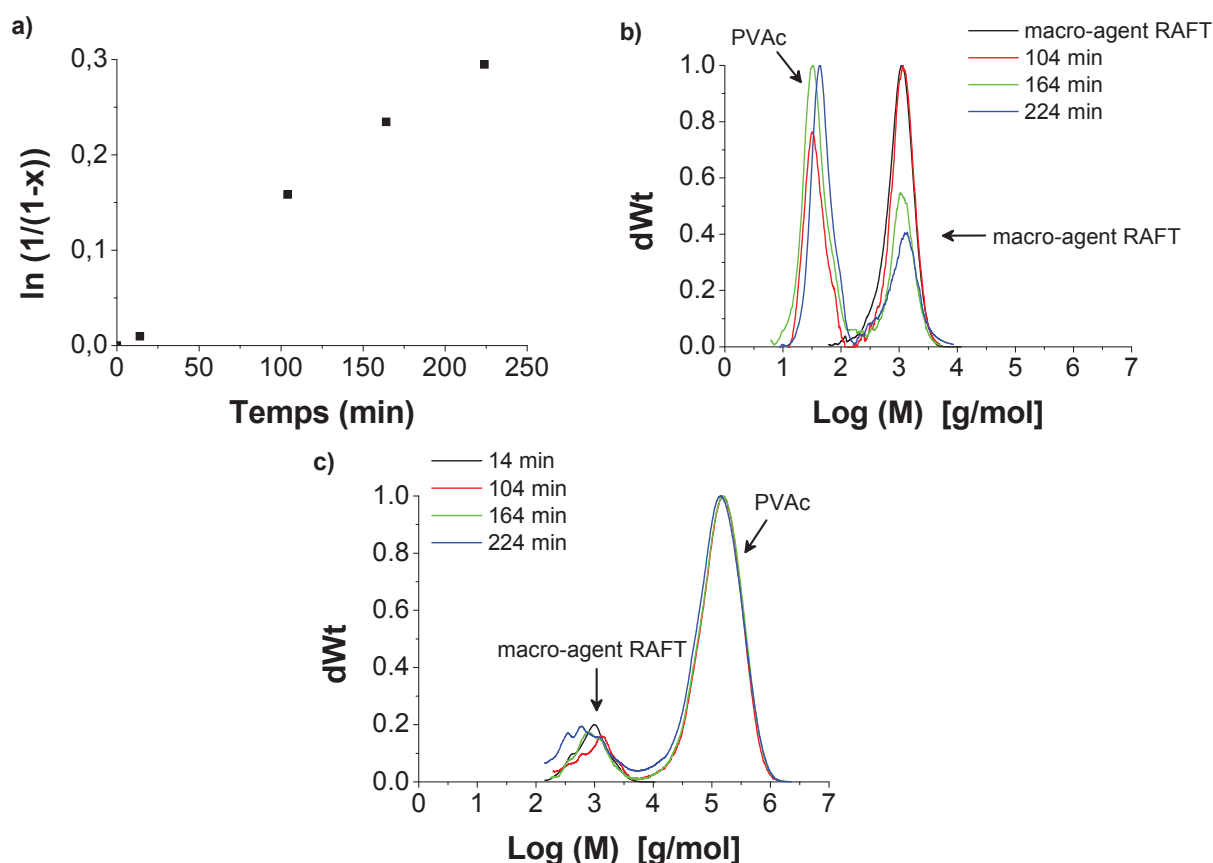 a)
ln (1/(1-x))
0,3
0,2
0,1
0,0
0 50 100 150 200 250
Temps (min)
b)
PVAc
macro-agent RAFT
104 min
164 min
224 min
dWt
1.0
0.8
0.6
0.4
0.2
0.0
macro-agent RAFT
0 1 2 3 4 5 6 7
Log (M) [g/mol]
c)
14 min
104 min
164 min
224 min
PVAc
macro-agent RAFT
dWt
1.0
0.8
0.6
0.4
0.2
0.0
0 1 2 3 4 5 6 7
Log (M) [g/mol]